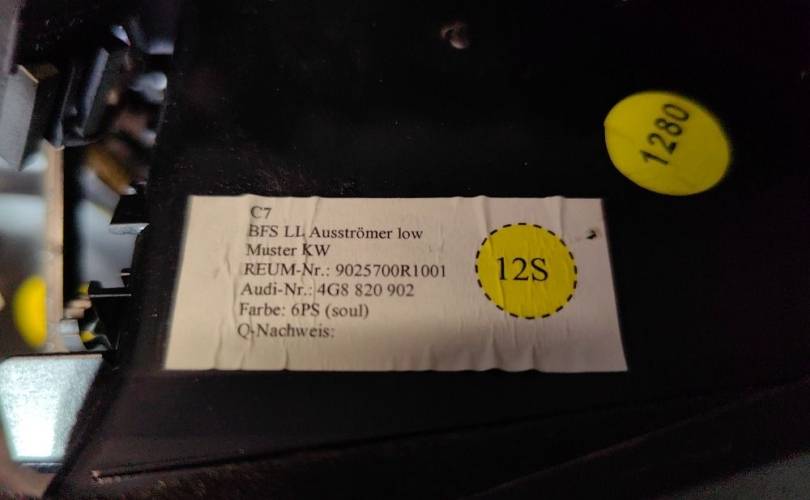 1280
C7
BFS LL Ausströmer low
Muster KW
REUM-Nr.: 9025700R1001
Audi-Nr.: 4G8 820 902
Farbe: 6PS (soul)
Q-Nachweis:
12S